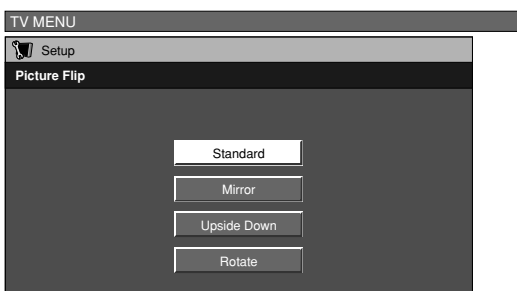 TV MENU
Setup
Picture Flip
Standard
Mirror
Upside Down
Rotate